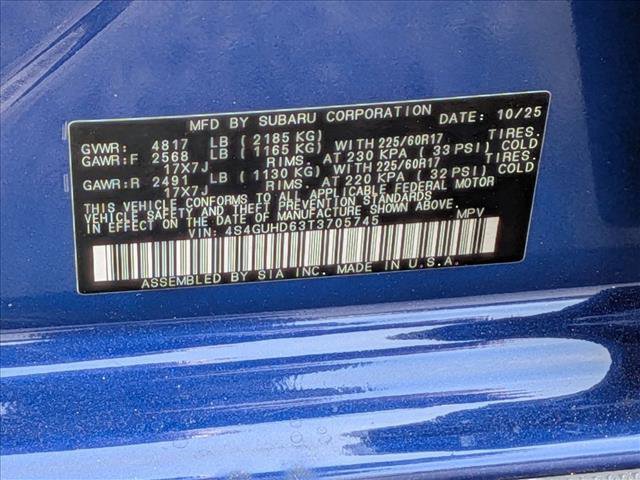 MFD BY SUBARU CORPORATION DATE: 10/25
GVWR: 4817 LB ( 2185 KG)
GAWR:F 2568 LB ( 1165 KG) WITH 225/60R17 TIRES.
17X7J RIMS. AT 230 KPA (33 PSI) COLD
GAWR:R 2491 LB ( 1130 KG) WITH 225/60R17 TIRES.
17X7J RIMS. AT 220 KPA (32 PSI) COLD
THIS VEHICLE CONFORMS TO ALL APPLICABLE FEDERAL MOTOR
VEHICLE SAFETY AND THEFT PREVENTION STANDARDS
IN EFFECT ON THE DATE OF MANUFACTURE SHOWN ABOVE.
VIN: 4S4GUHD63T3705745 MPV
ASSEMBLED BY SIA INC. MADE IN U.S.A.